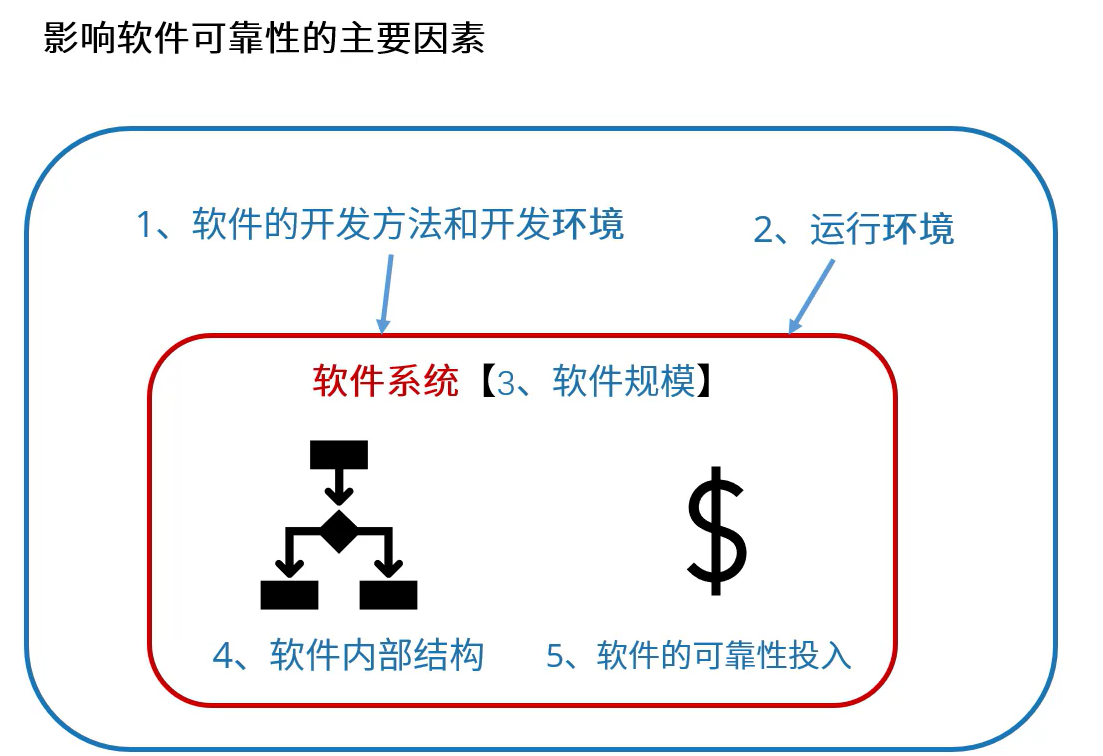 影响软件可靠性的主要因素
1、软件的开发方法和开发环境
2、运行环境
软件系统【3、软件规模】
4、软件内部结构
5、软件的可靠性投入